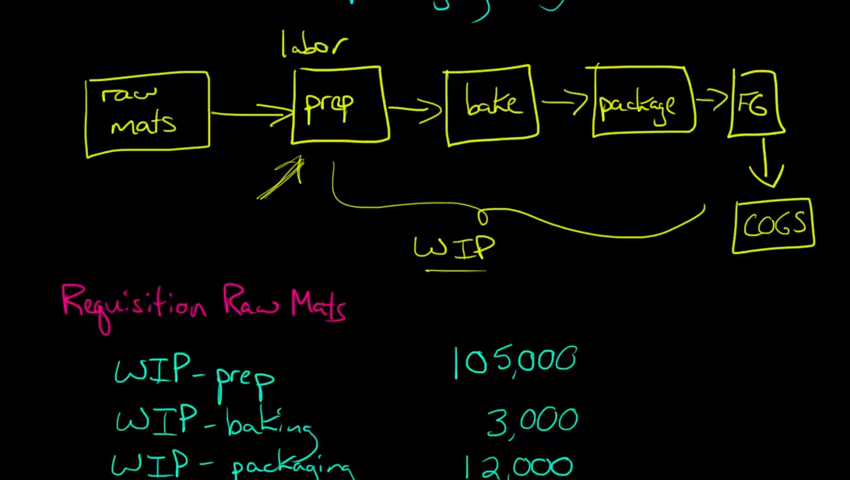 labor
raw mats
prep
bake
package
FG
COGS
WIP
Requisition Raw Mats
WIP-prep 105,000
WIP-baking 3,000
WIP-packaging 12,000